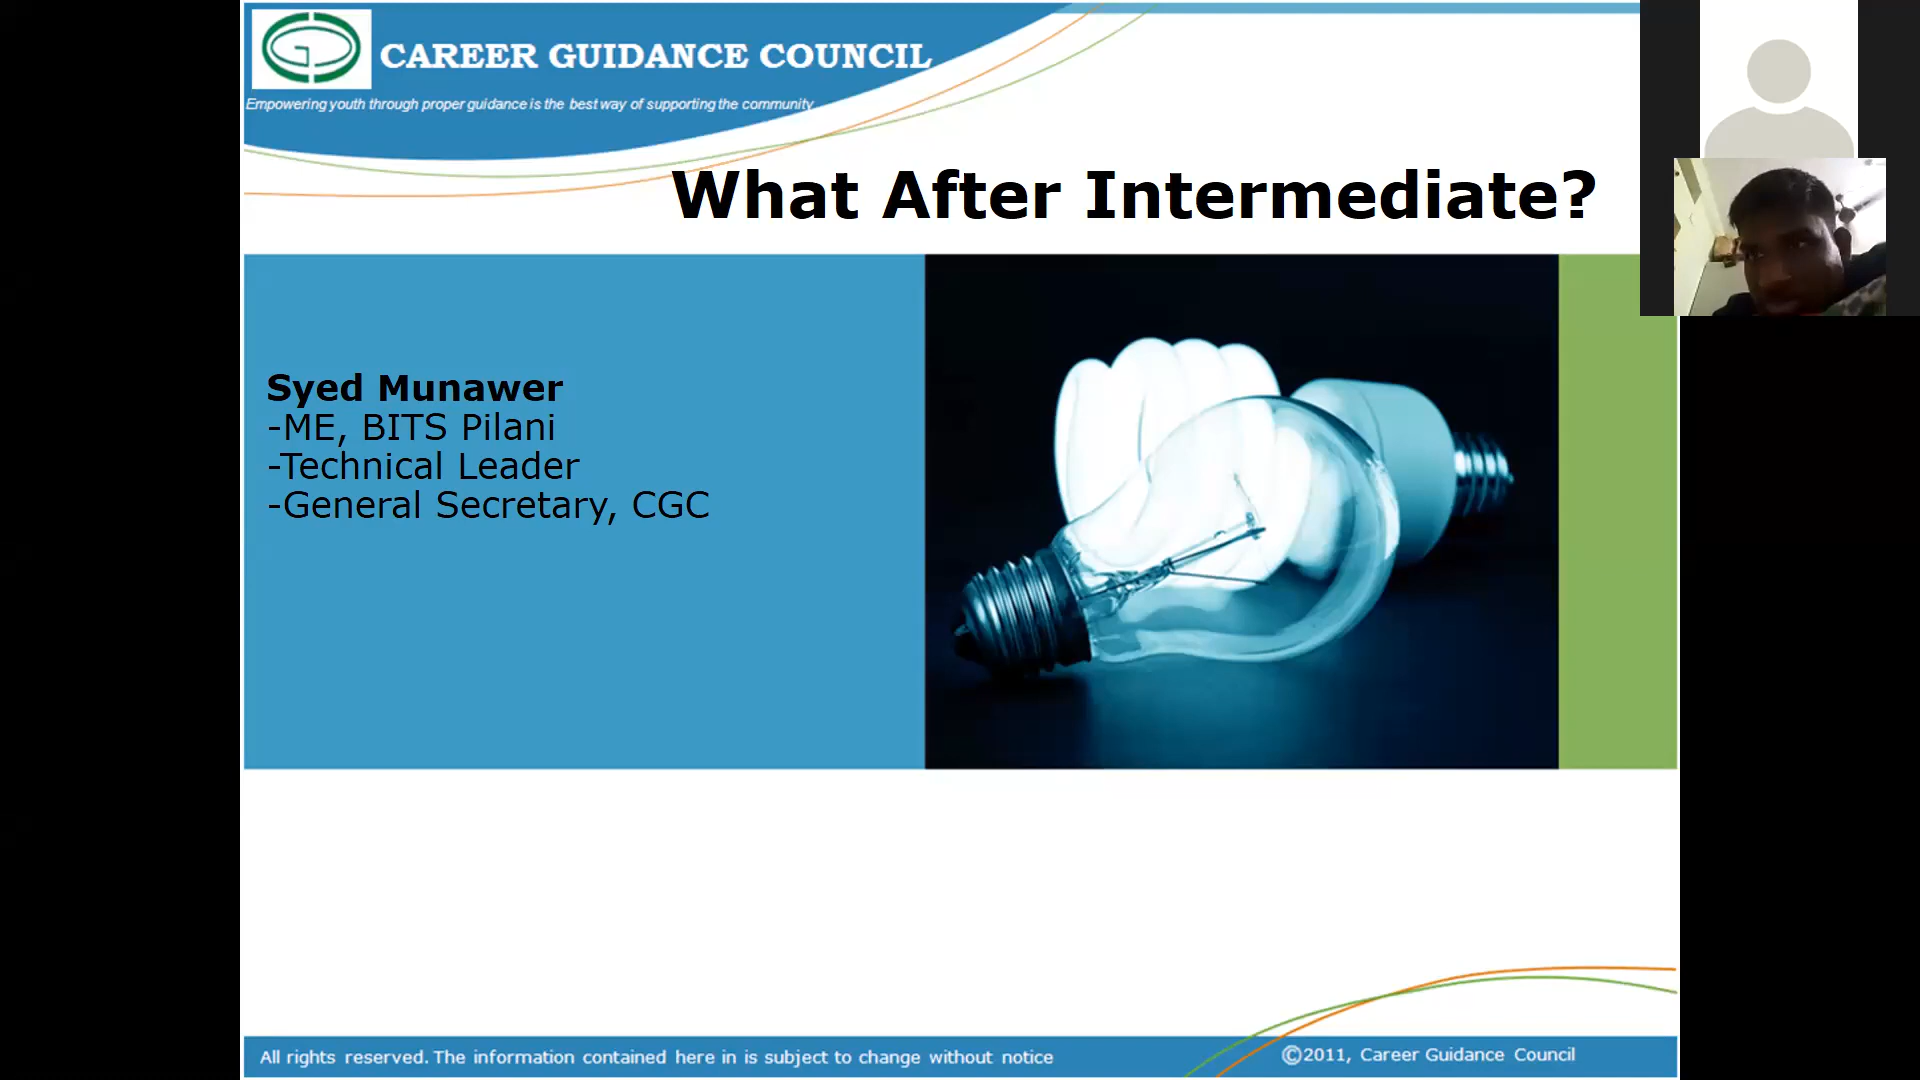 CAREER GUIDANCE COUNCIL
Empowering youth through proper guidance is the best way of supporting the community
What After Intermediate?
Syed Munawer
-ME, BITS Pilani
-Technical Leader
-General Secretary, CGC
All rights reserved. The information contained here in is subject to change without notice
©2011, Career Guidance Council